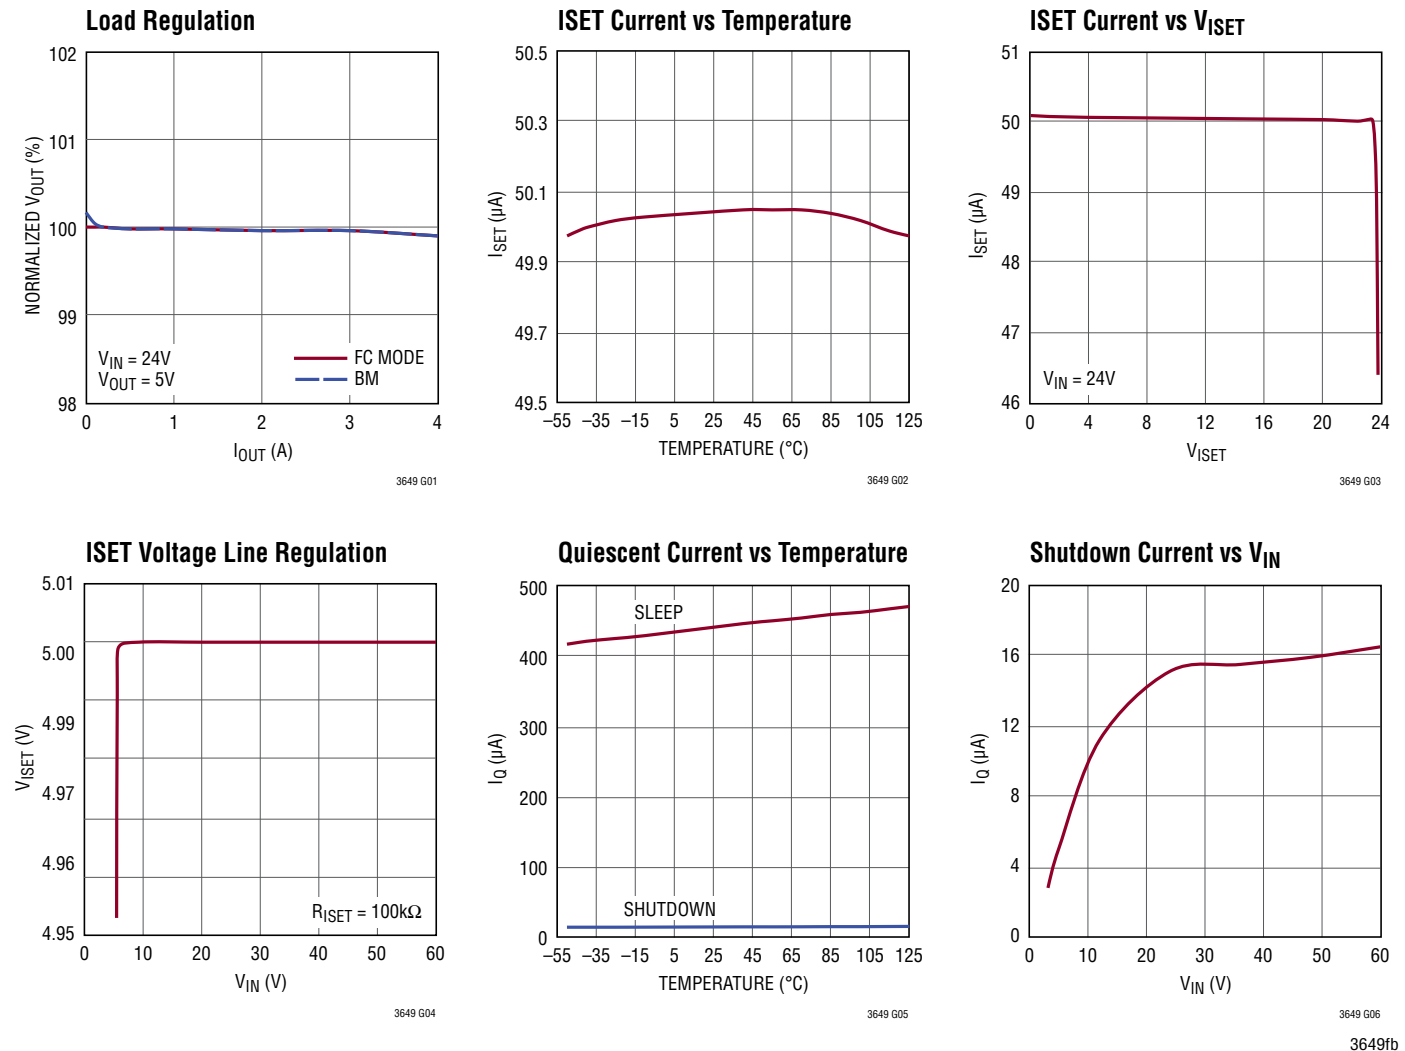 Load Regulation
102
101
100
99
98
NORMALIZED VOUT (%)
VIN = 24V
VOUT = 5V
FC MODE
BM
0 1 2 3 4
IOUT (A)
3649 G01
ISET Current vs Temperature
50.5
50.3
50.1
49.9
49.7
49.5
ISET (µA)
–55 –35 –15 5 25 45 65 85 105 125
TEMPERATURE (°C)
3649 G02
ISET Current vs VISET
51
50
49
48
47
46
ISET (µA)
VIN = 24V
0 4 8 12 16 20 24
VISET
3649 G03
ISET Voltage Line Regulation
5.01
5.00
4.99
4.97
4.96
4.95
VISET (V)
RISET = 100kΩ
0 10 20 30 40 50 60
VIN (V)
3649 G04
Quiescent Current vs Temperature
500
400
300
200
100
0
IQ (µA)
SLEEP
SHUTDOWN
–55 –35 –15 5 25 45 65 85 105 125
TEMPERATURE (°C)
3649 G05
Shutdown Current vs VIN
20
16
12
8
4
0
IQ (µA)
0 10 20 30 40 50 60
VIN (V)
3649 G06
3649fb